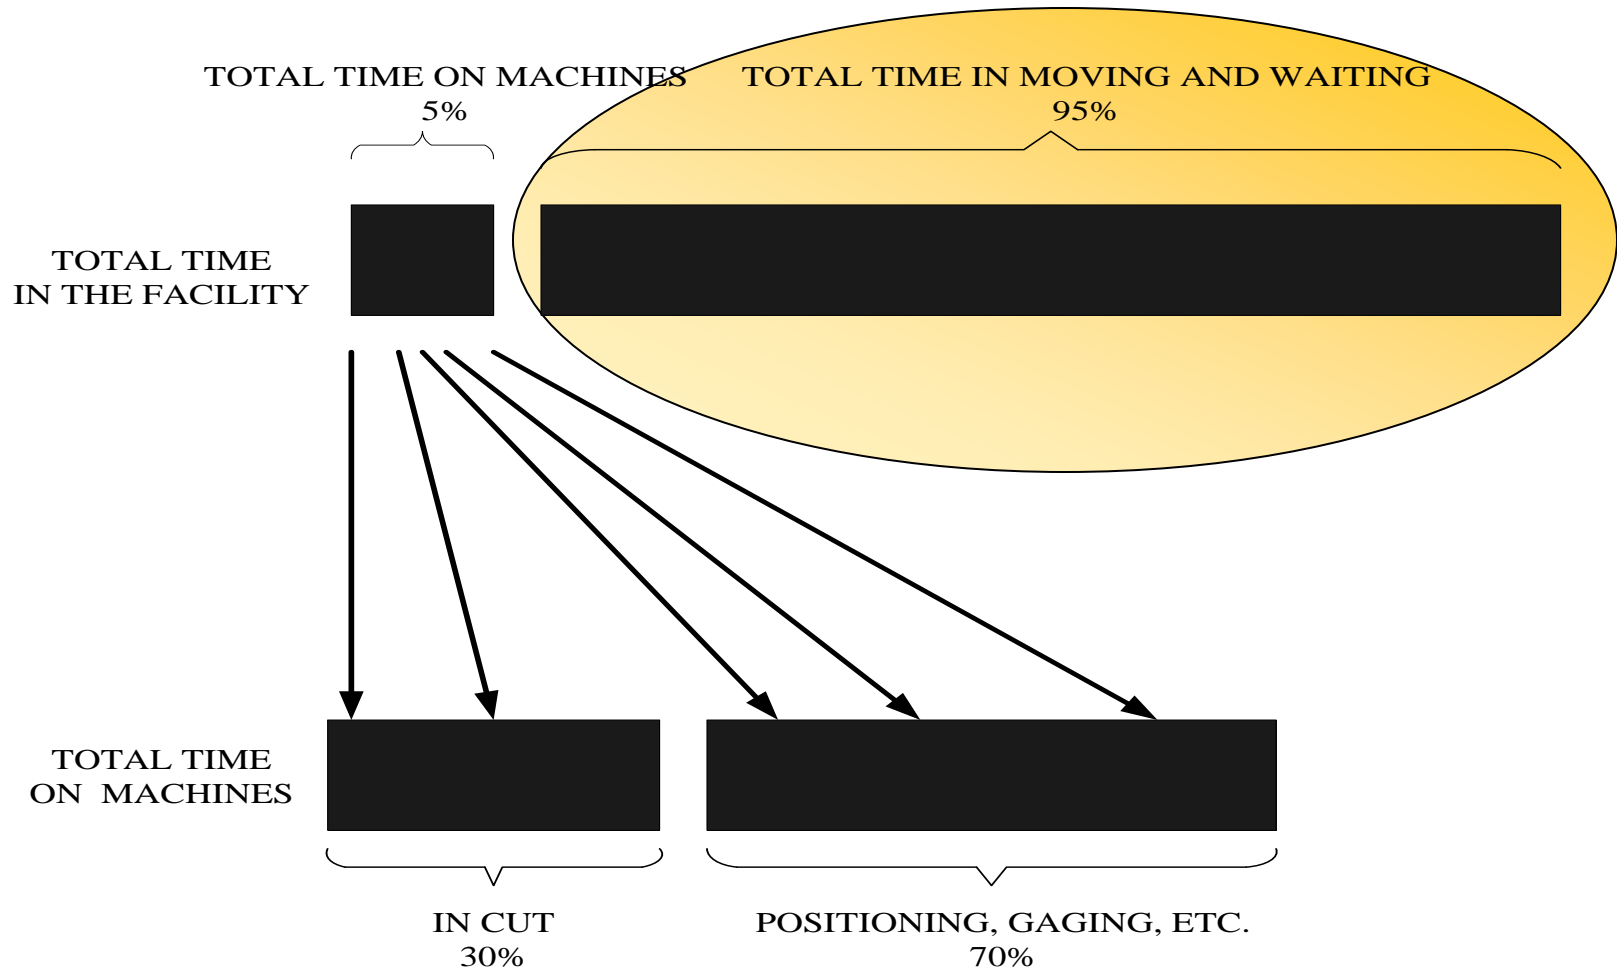 TOTAL TIME ON MACHINES
5%
TOTAL TIME IN MOVING AND WAITING
95%
TOTAL TIME
IN THE FACILITY
TOTAL TIME
ON  MACHINES
IN CUT
30%
POSITIONING, GAGING, ETC.
70%